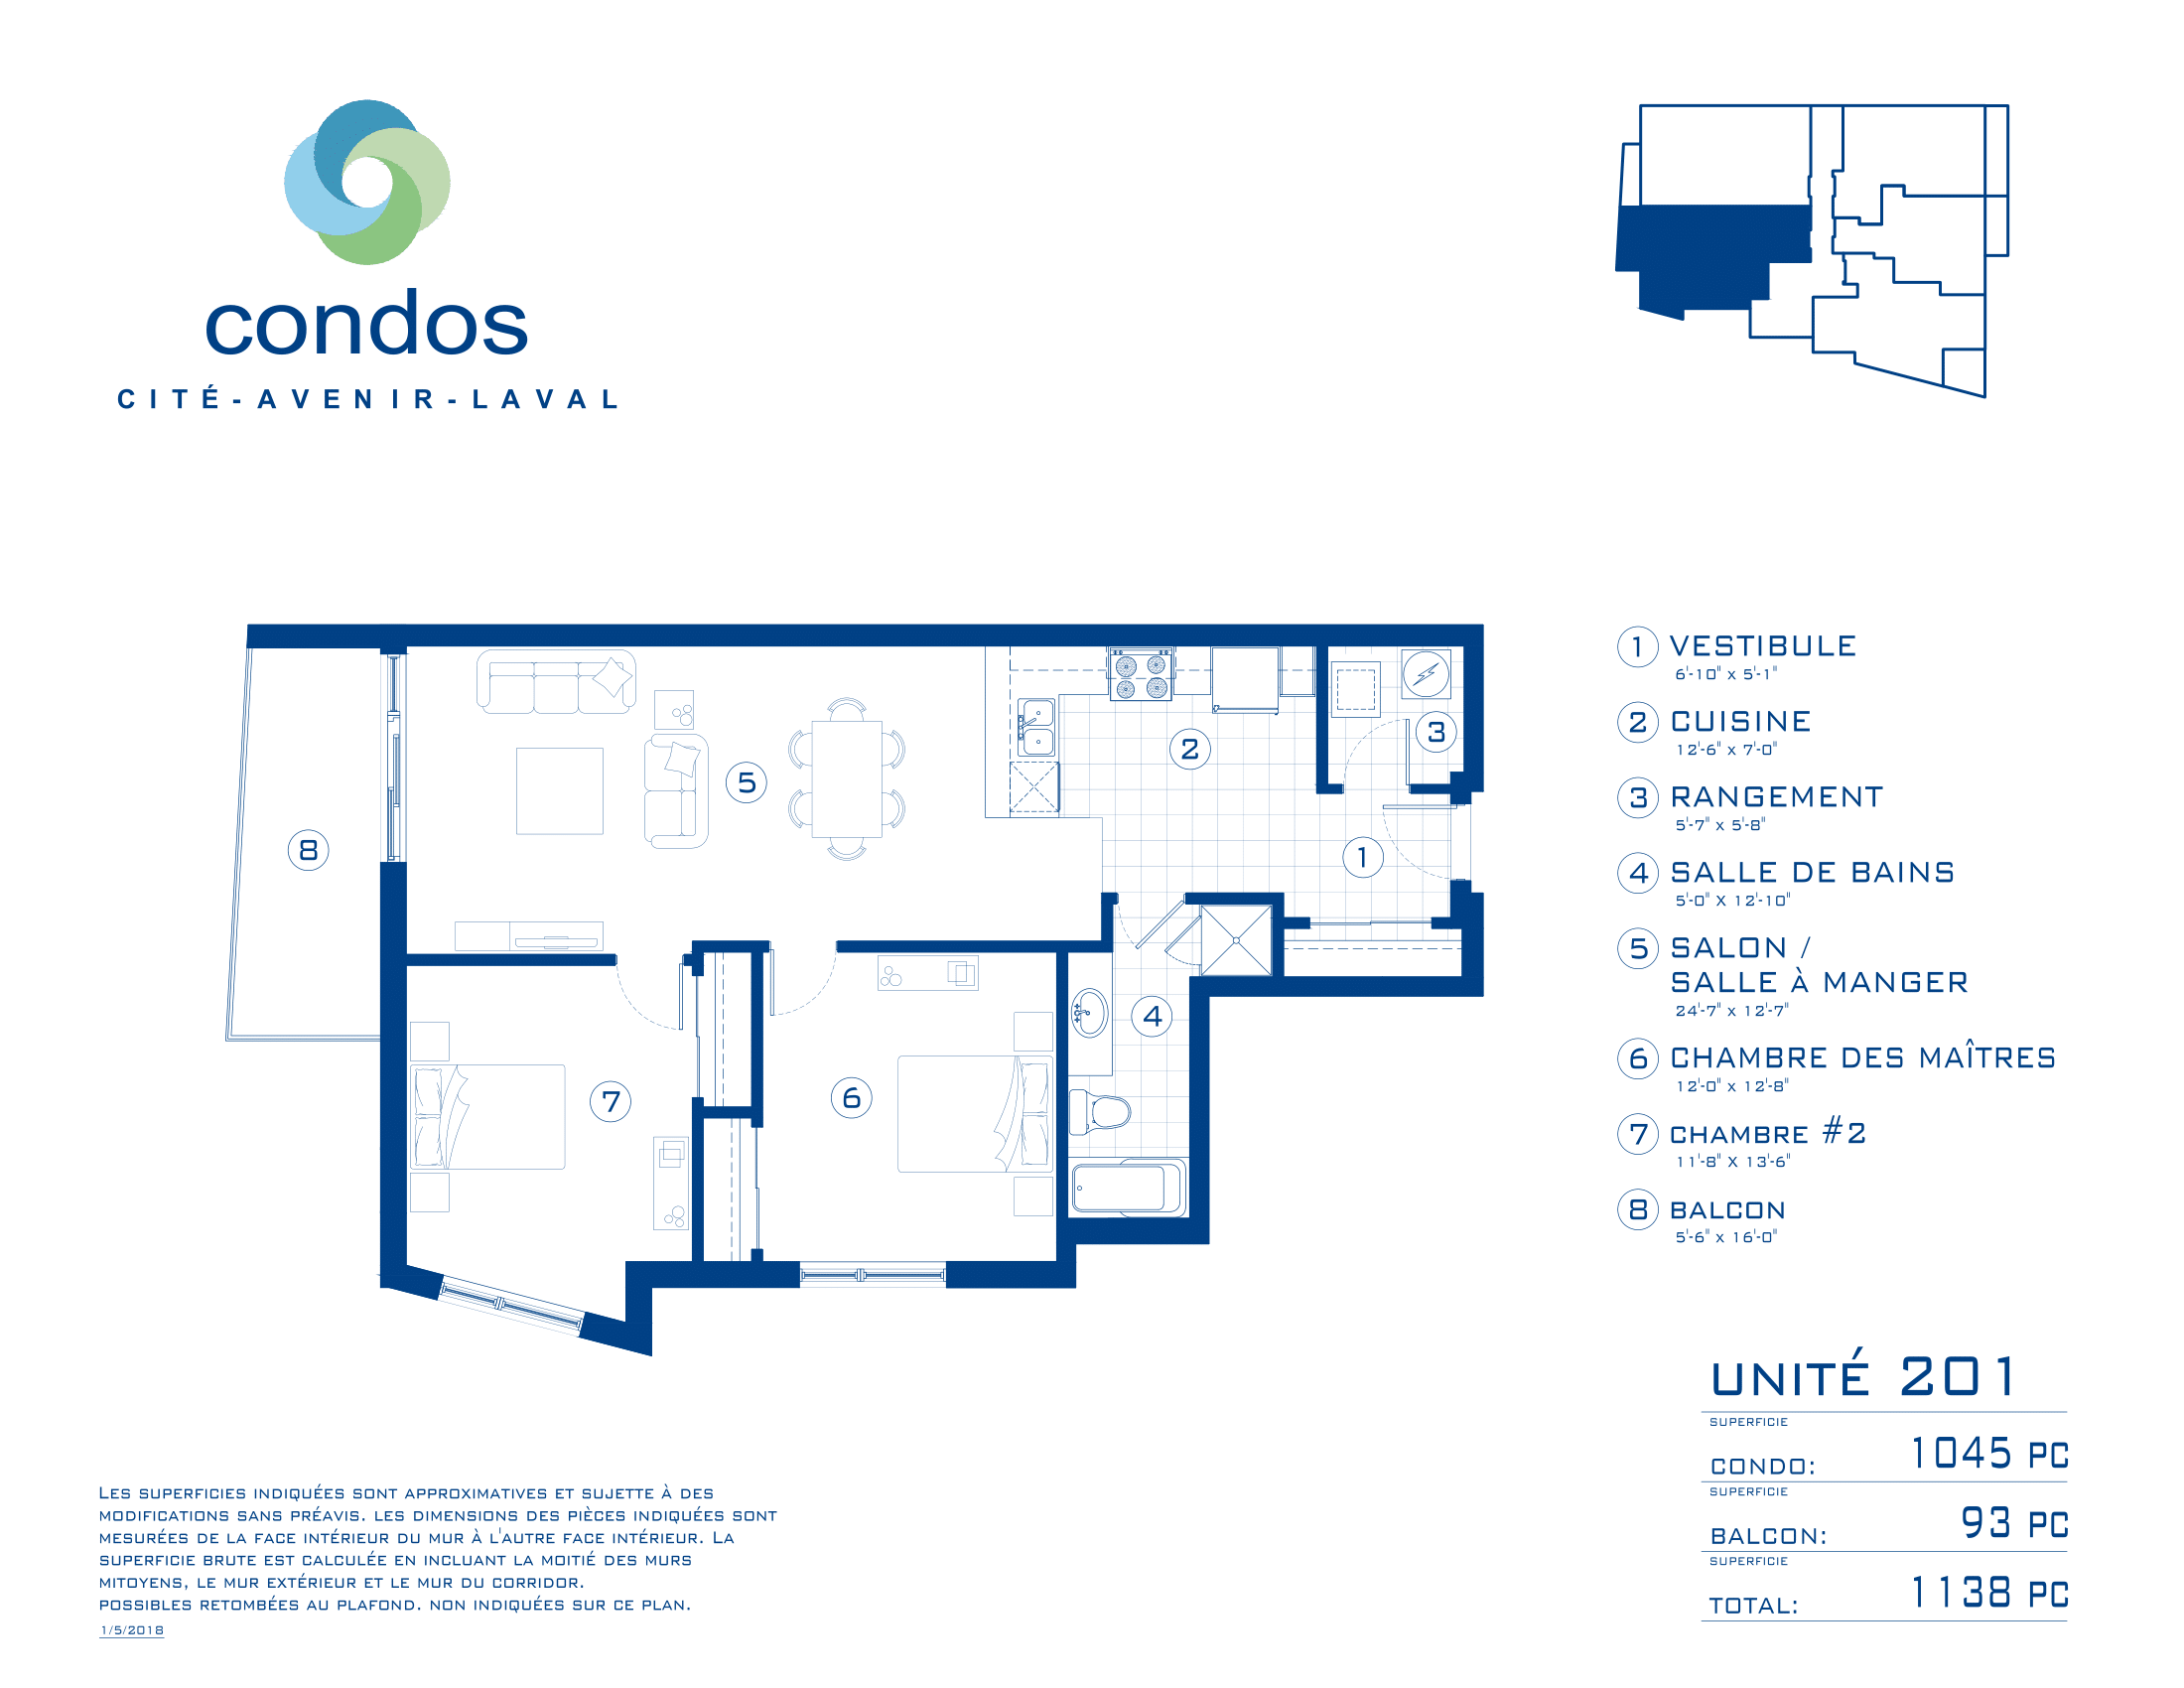 condos
CITÉ-AVENIR-LAVAL
1 VESTIBULE
6'-10" x 5'-1"
2 CUISINE
12'-6" x 7'-0"
3 RANGEMENT
5'-7" x 5'-8"
4 SALLE DE BAINS
5'-0" X 12'-10"
5 SALON /
SALLE À MANGER
24'-7" x 12'-7"
6 CHAMBRE DES MAÎTRES
12'-0" x 12'-8"
7 CHAMBRE #2
11'-8" X 13'-6"
8 BALCON
5'-6" x 16'-0"
1
2
3
4
5
6
7
8
UNITÉ 201
SUPERFICIE
CONDO: 1045 PC
SUPERFICIE
BALCON: 93 PC
SUPERFICIE
TOTAL: 1138 PC
LES SUPERFICIES INDIQUÉES SONT APPROXIMATIVES ET SUJETTE À DES
MODIFICATIONS SANS PRÉAVIS. LES DIMENSIONS DES PIÈCES INDIQUÉES SONT
MESURÉES DE LA FACE INTÉRIEUR DU MUR À L'AUTRE FACE INTÉRIEUR. LA
SUPERFICIE BRUTE EST CALCULÉE EN INCLUANT LA MOITIÉ DES MURS
MITOYENS, LE MUR EXTÉRIEUR ET LE MUR DU CORRIDOR.
POSSIBLES RETOMBÉES AU PLAFOND. NON INDIQUÉES SUR CE PLAN.
1/5/2018